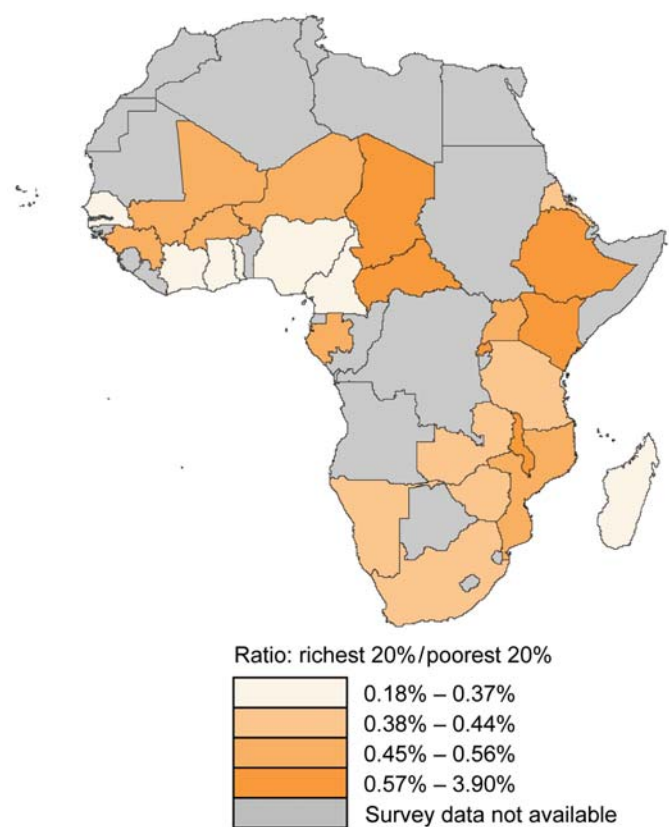 Ratio: richest 20%/poorest 20%
0.18% – 0.37%
0.38% – 0.44%
0.45% – 0.56%
0.57% – 3.90%
Survey data not available